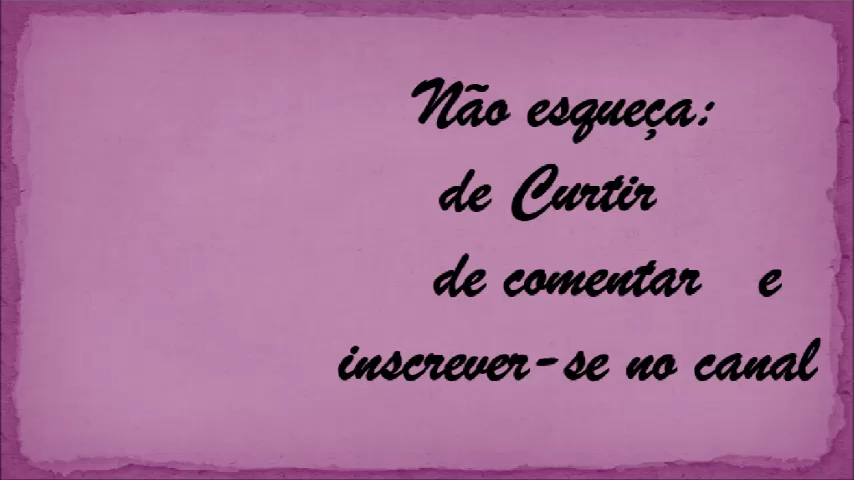 Não esqueça:
de Curtir
de comentar e
inscrever-se no canal